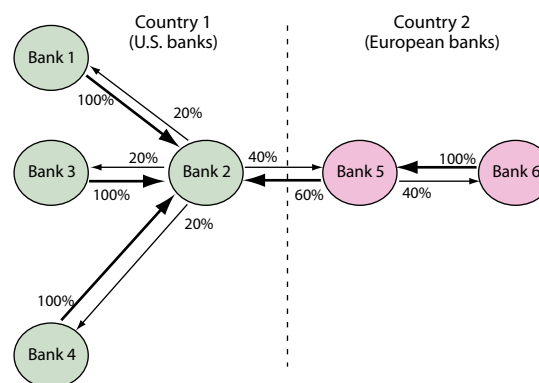 Country 1
(U.S. banks)
Country 2
(European banks)
Bank 1
100%
20%
Bank 3
20%
100%
Bank 2
40%
60%
Bank 5
100%
40%
Bank 6
20%
100%
Bank 4